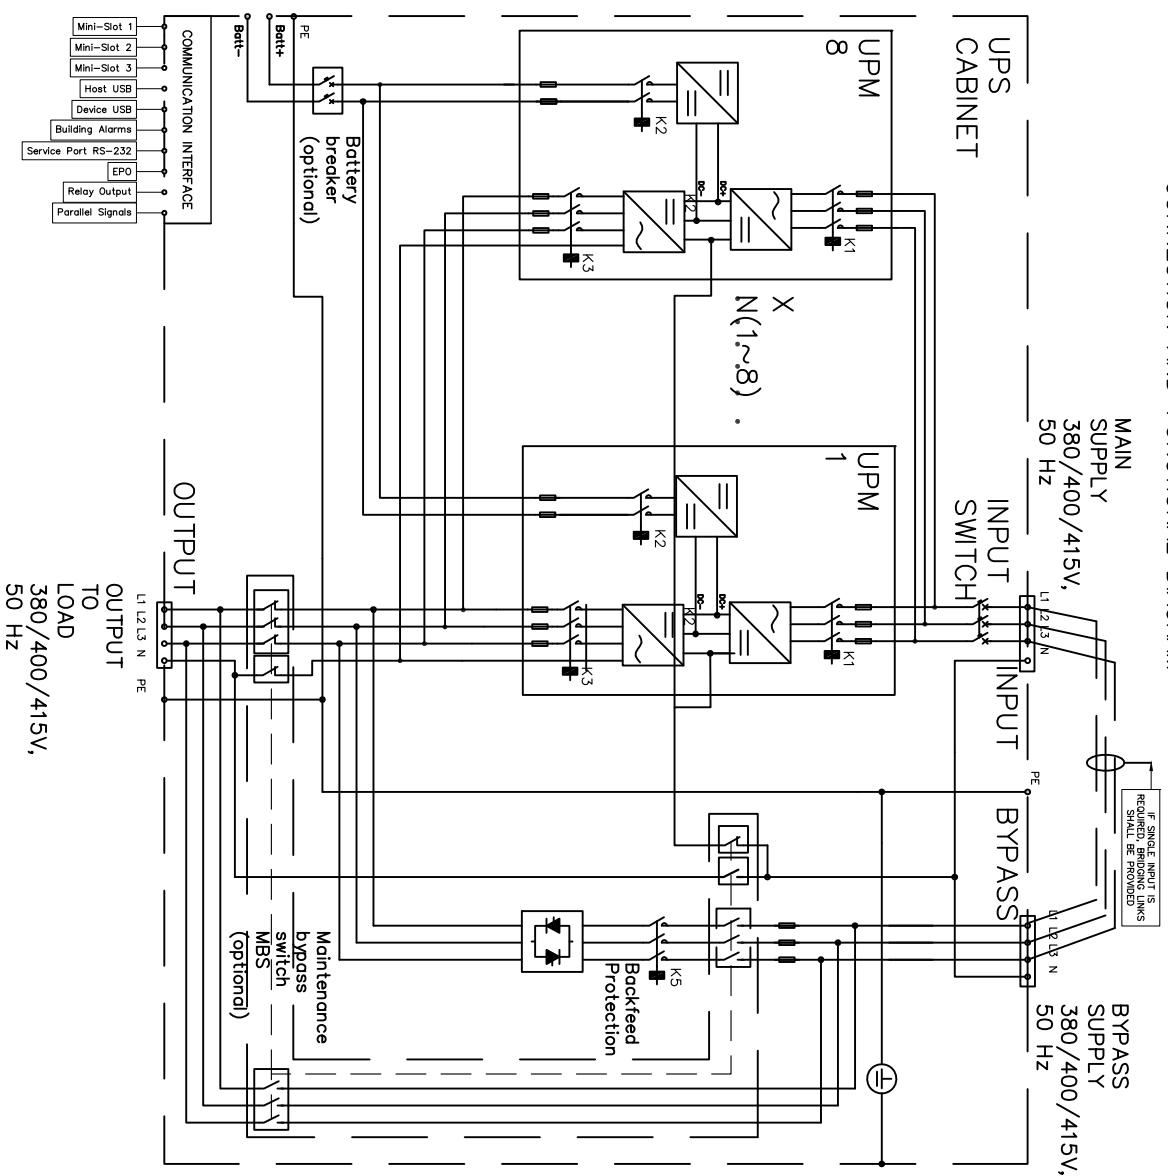 MAIN
SUPPLY
380/400/415V,
50 Hz
BYPASS
SUPPLY
380/400/415V,
50 Hz
IF SINGLE INPUT IS
REQUIRED, BRIDGING LINKS
SHALL BE PROVIDED
UPS
CABINET
INPUT
SWITCH
L1
L2
L3
N
INPUT
PE
BYPASS
L1
L2
L3
N
UPM
8
K1
K2
DC-
DC+
K2
K3
X
N(1~8)
UPM
1
K1
K2
DC-
DC+
K2
K3
K5
Backfeed
Protection
Battery
breaker
(optional)
Maintenance
bypass
switch
MBS
(optional)
PE
Batt+
Batt-
COMMUNICATION INTERFACE
Mini-Slot 1
Mini-Slot 2
Mini-Slot 3
Host USB
Device USB
Building Alarms
Service Port RS-232
EPO
Relay Output
Parallel Signals
OUTPUT
L1
L2
L3
N
PE
OUTPUT
TO
LOAD
380/400/415V,
50 Hz